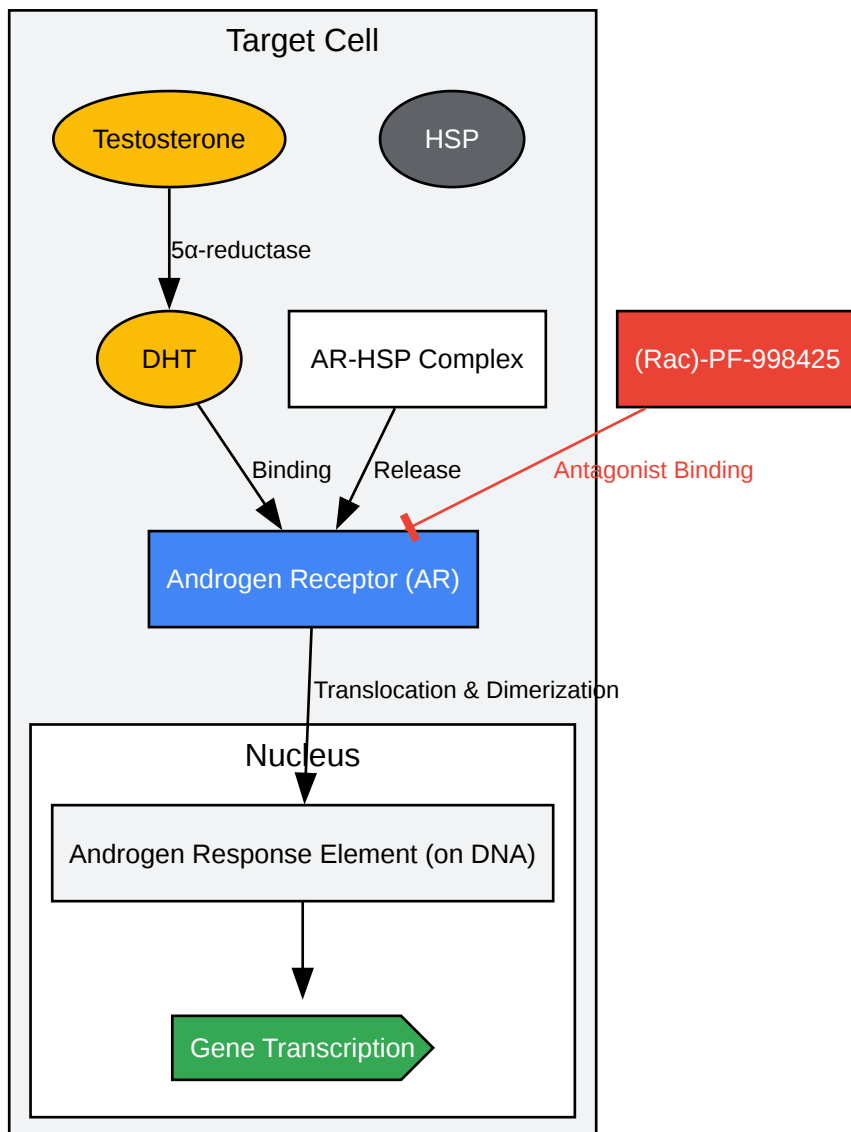 Target Cell
Testosterone
HSP
5α-reductase
DHT
AR-HSP Complex
(Rac)-PF-998425
Binding
Release
Antagonist Binding
Androgen Receptor (AR)
Translocation & Dimerization
Nucleus
Androgen Response Element (on DNA)
Gene Transcription